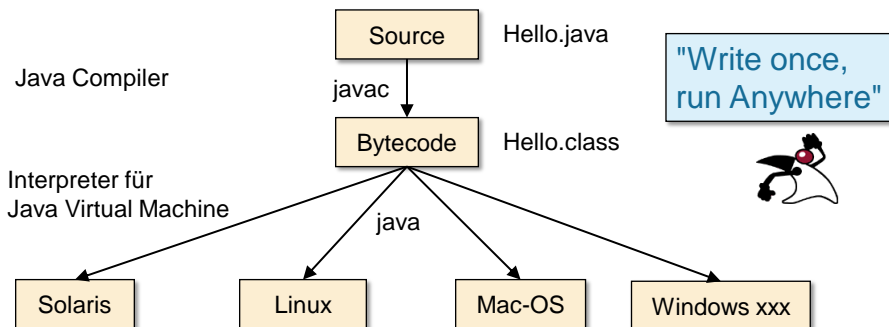 Source
Hello.java
"Write once,
run Anywhere"
Java Compiler
javac
Bytecode
Hello.class
Interpreter für
Java Virtual Machine
java
Solaris
Linux
Mac-OS
Windows xxx